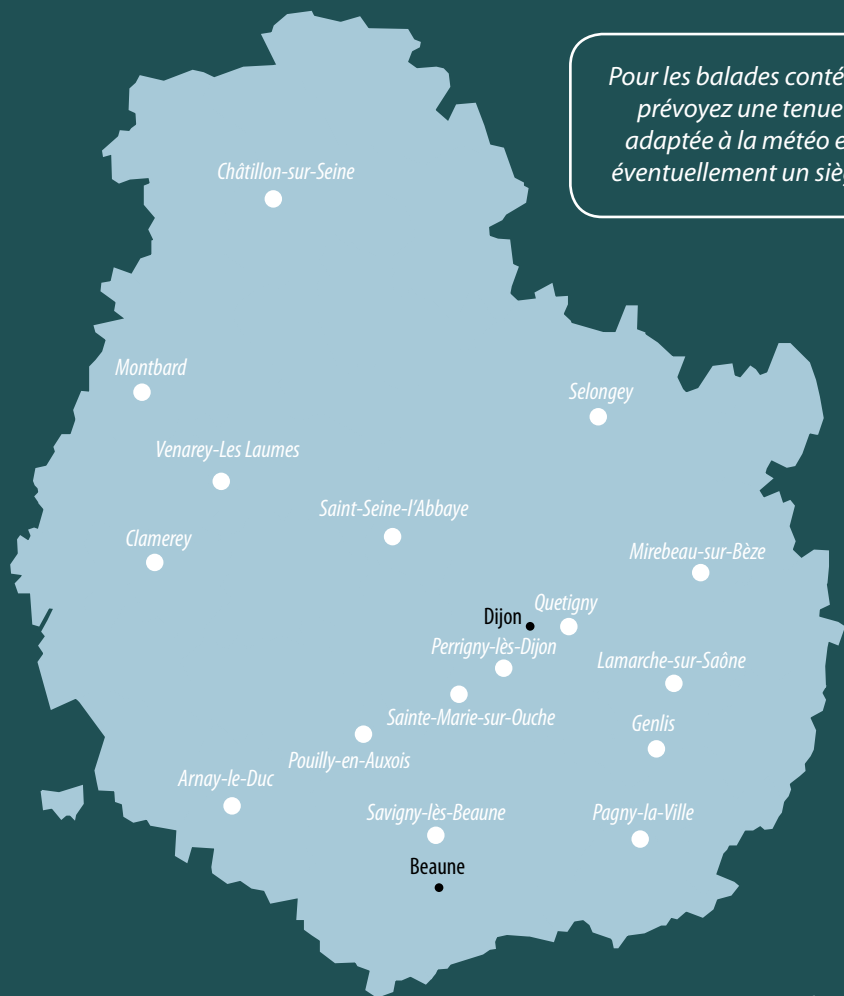 Pour les balades conté
prévoyez une tenue
adaptée à la météo e
éventuellement un sièg
Châtillon-sur-Seine
Montbard
Selongey
Venarey-Les Laumes
Saint-Seine-l'Abbaye
Clamerey
Mirebeau-sur-Bèze
Quetigny
Dijon
Perrigny-lès-Dijon
Lamarche-sur-Saône
Sainte-Marie-sur-Ouche
Genlis
Pouilly-en-Auxois
Arnay-le-Duc
Savigny-lès-Beaune
Pagny-la-Ville
Beaune